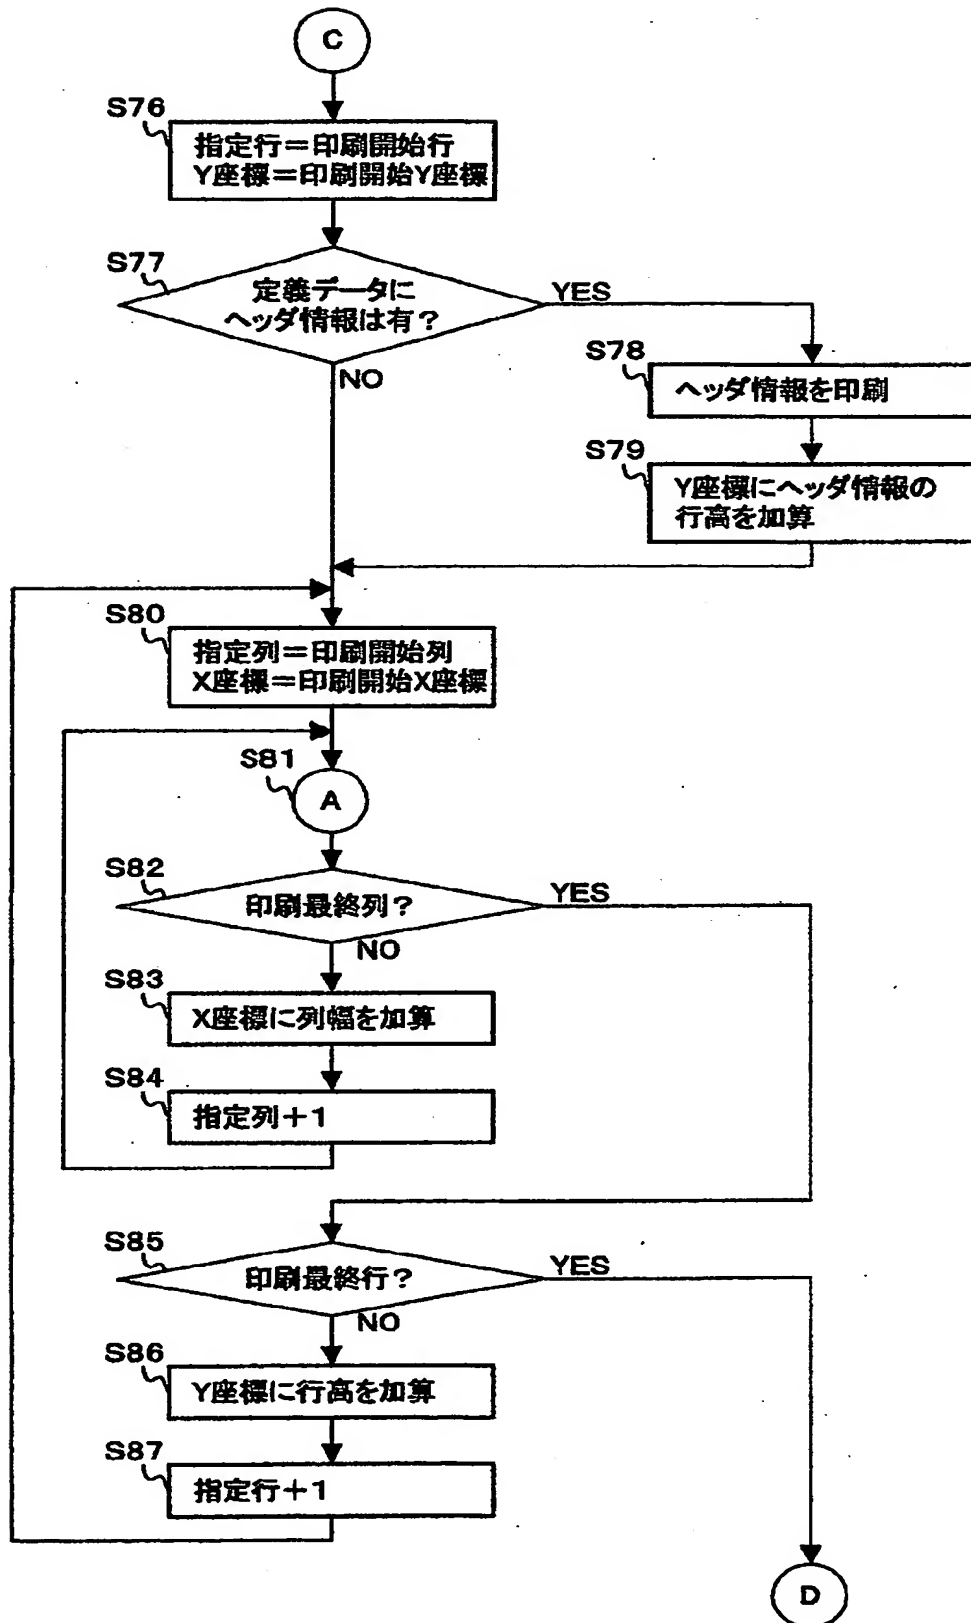 C
S76
指定行＝印刷開始行
Y座標＝印刷開始Y座標
S77
定義データに
ヘッダ情報は有？
YES
NO
S78
ヘッダ情報を印刷
S79
Y座標にヘッダ情報の
行高を加算
S80
指定列＝印刷開始列
X座標＝印刷開始X座標
S81
A
S82
印刷最終列？
YES
NO
S83
X座標に列幅を加算
S84
指定列＋1
S85
印刷最終行？
YES
NO
S86
Y座標に行高を加算
S87
指定行＋1
D